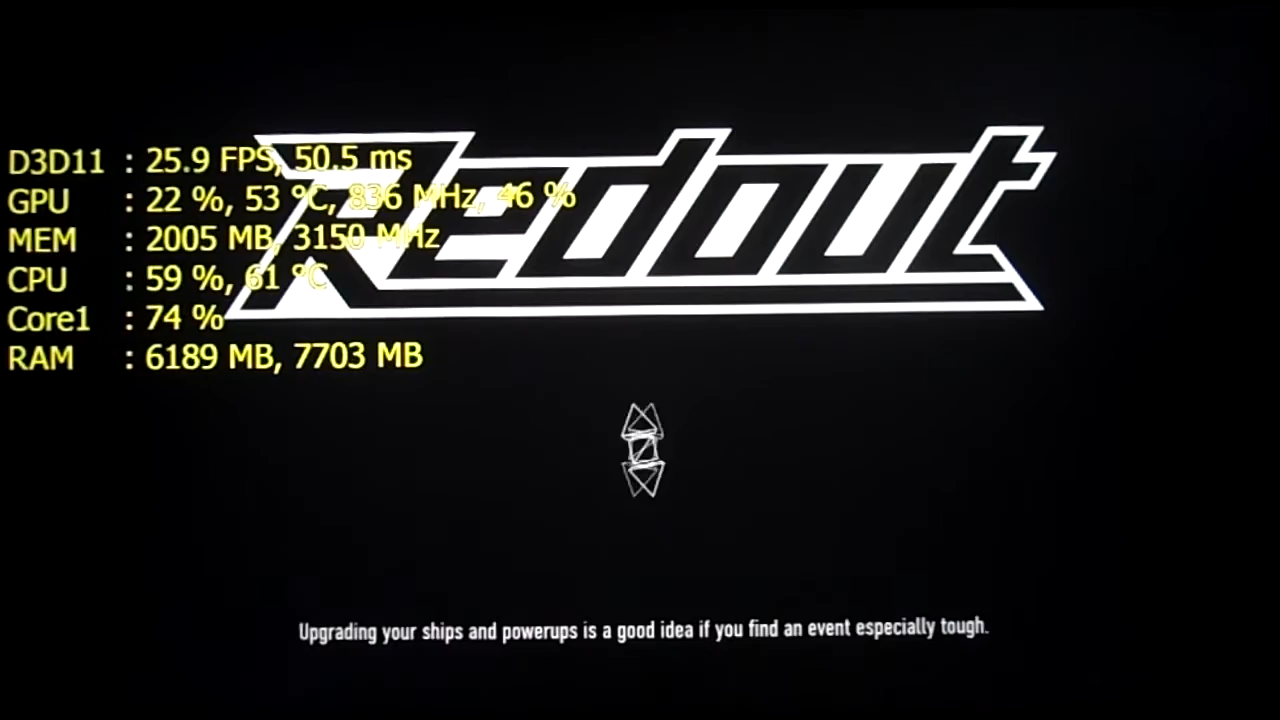 Redout
D3D11 : 25.9 FPS, 50.5 ms
GPU : 22 %, 53 °C, 836 MHz, 46 %
MEM : 2005 MB, 3150 MHz
CPU : 59 %, 61 °C
Core1 : 74 %
RAM : 6189 MB, 7703 MB
Upgrading your ships and powerups is a good idea if you find an event especially tough.